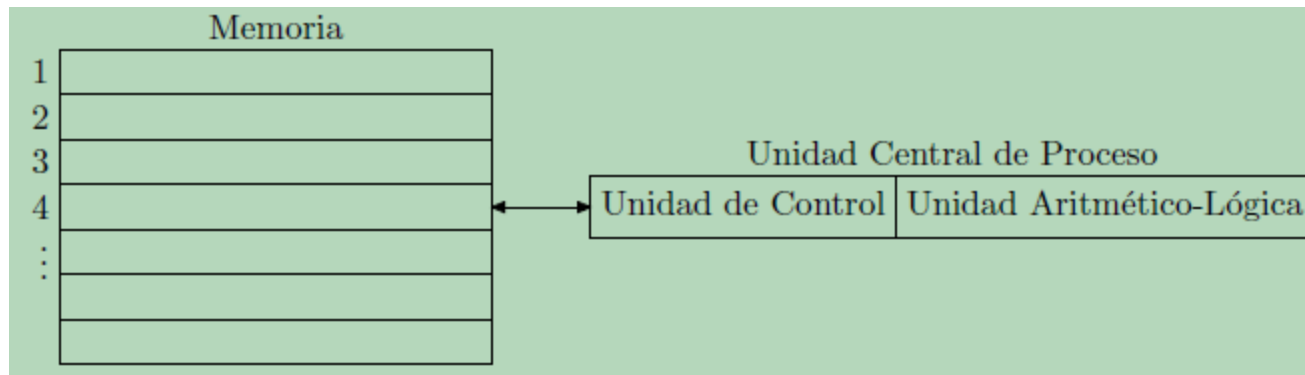 Memoria
1
2
3
4
⋮
Unidad Central de Proceso
Unidad de Control
Unidad Aritmético-Lógica